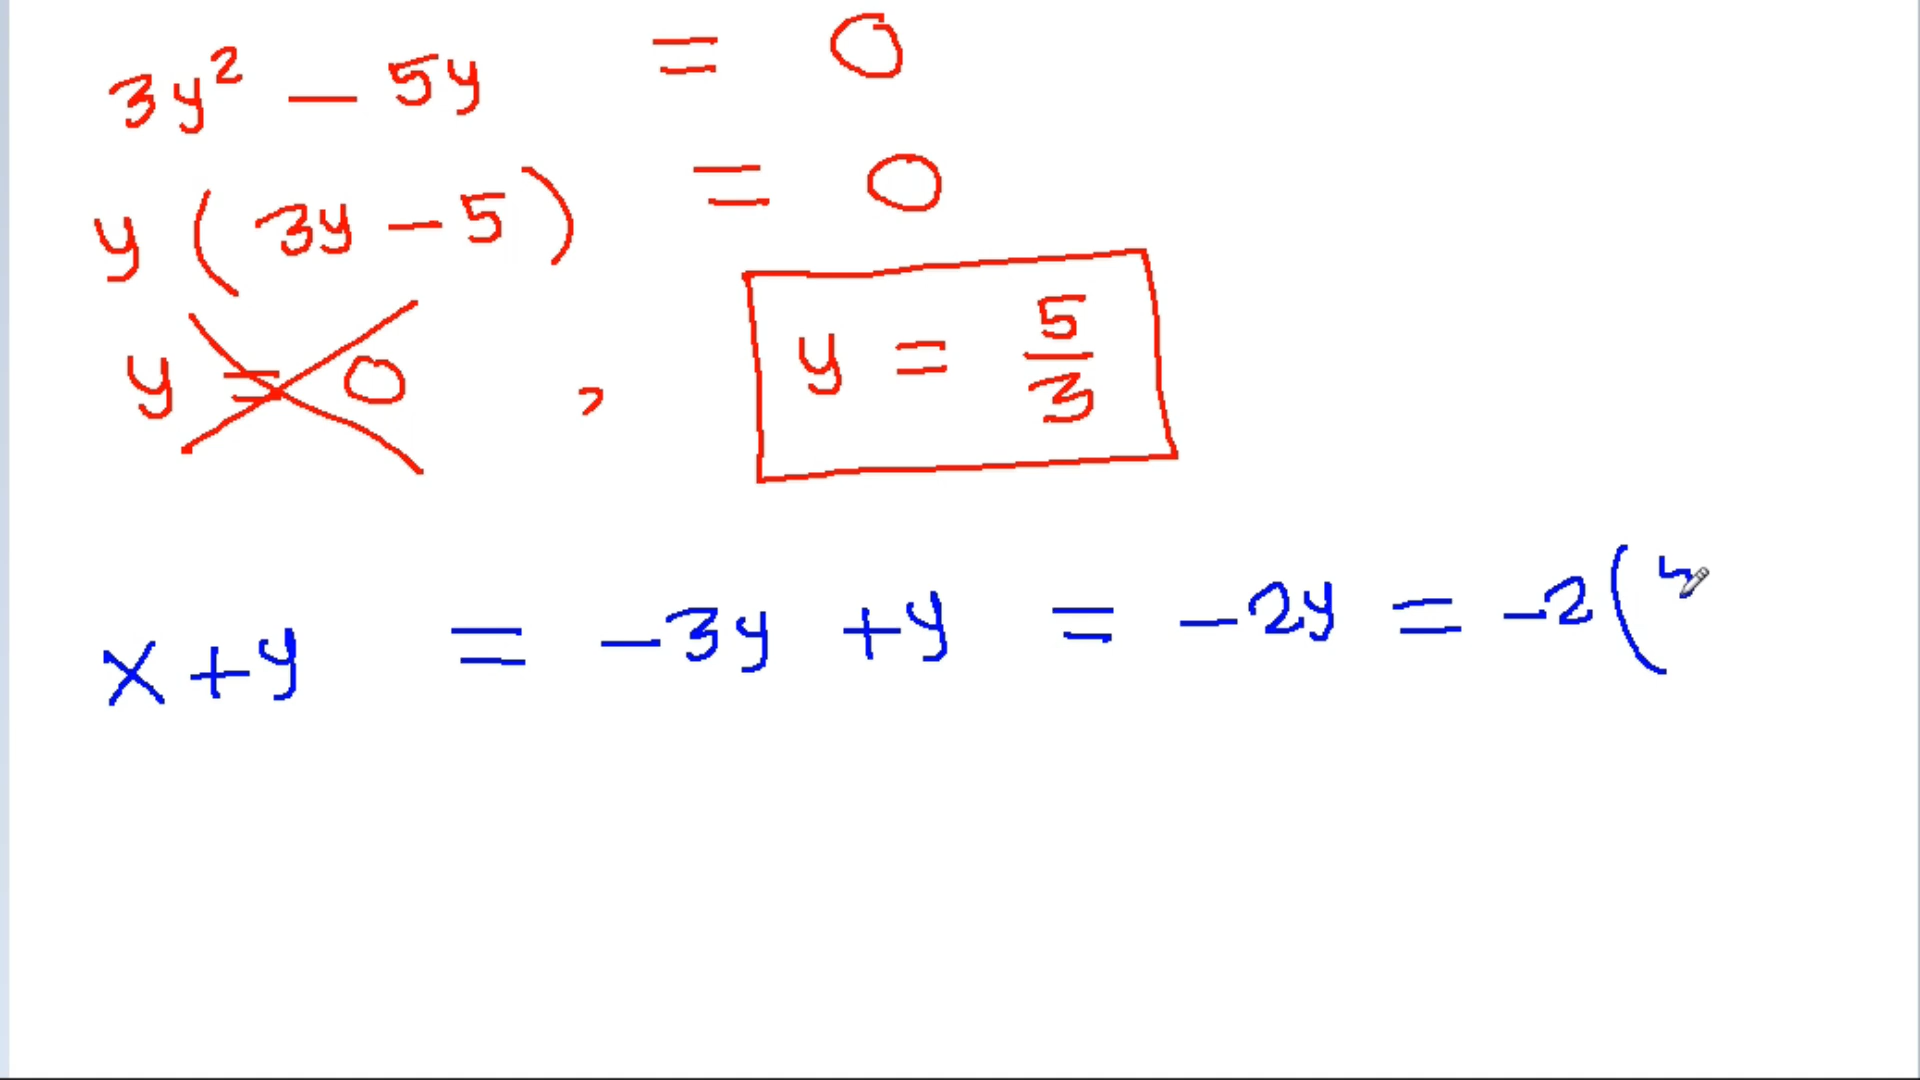 3y² − 5y = 0
y ( 3y − 5 ) = 0
y = 0 , y = 5/3
x + y = −3y + y = −2y = −2(